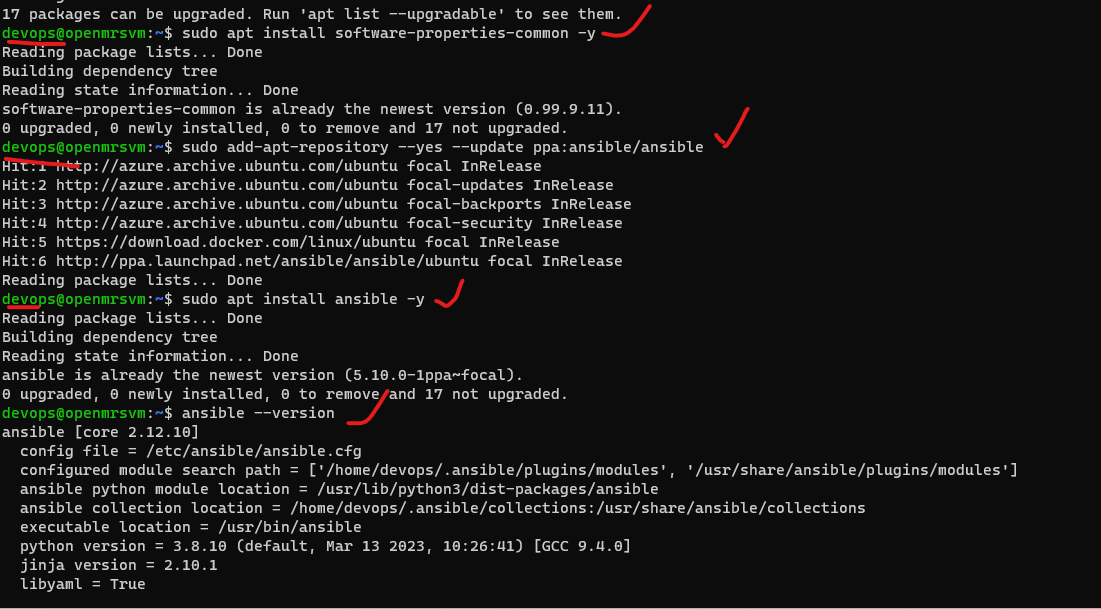 17 packages can be upgraded. Run 'apt list --upgradable' to see them.
devops@openmrsvm:~$ sudo apt install software-properties-common -y
Reading package lists... Done
Building dependency tree
Reading state information... Done
software-properties-common is already the newest version (0.99.9.11).
0 upgraded, 0 newly installed, 0 to remove and 17 not upgraded.
devops@openmrsvm:~$ sudo add-apt-repository --yes --update ppa:ansible/ansible
Hit:1 http://azure.archive.ubuntu.com/ubuntu focal InRelease
Hit:2 http://azure.archive.ubuntu.com/ubuntu focal-updates InRelease
Hit:3 http://azure.archive.ubuntu.com/ubuntu focal-backports InRelease
Hit:4 http://azure.archive.ubuntu.com/ubuntu focal-security InRelease
Hit:5 https://download.docker.com/linux/ubuntu focal InRelease
Hit:6 http://ppa.launchpad.net/ansible/ansible/ubuntu focal InRelease
Reading package lists... Done
devops@openmrsvm:~$ sudo apt install ansible -y
Reading package lists... Done
Building dependency tree
Reading state information... Done
ansible is already the newest version (5.10.0-1ppa~focal).
0 upgraded, 0 newly installed, 0 to remove and 17 not upgraded.
devops@openmrsvm:~$ ansible --version
ansible [core 2.12.10]
  config file = /etc/ansible/ansible.cfg
  configured module search path = ['/home/devops/.ansible/plugins/modules', '/usr/share/ansible/plugins/modules']
  ansible python module location = /usr/lib/python3/dist-packages/ansible
  ansible collection location = /home/devops/.ansible/collections:/usr/share/ansible/collections
  executable location = /usr/bin/ansible
  python version = 3.8.10 (default, Mar 13 2023, 10:26:41) [GCC 9.4.0]
  jinja version = 2.10.1
  libyaml = True